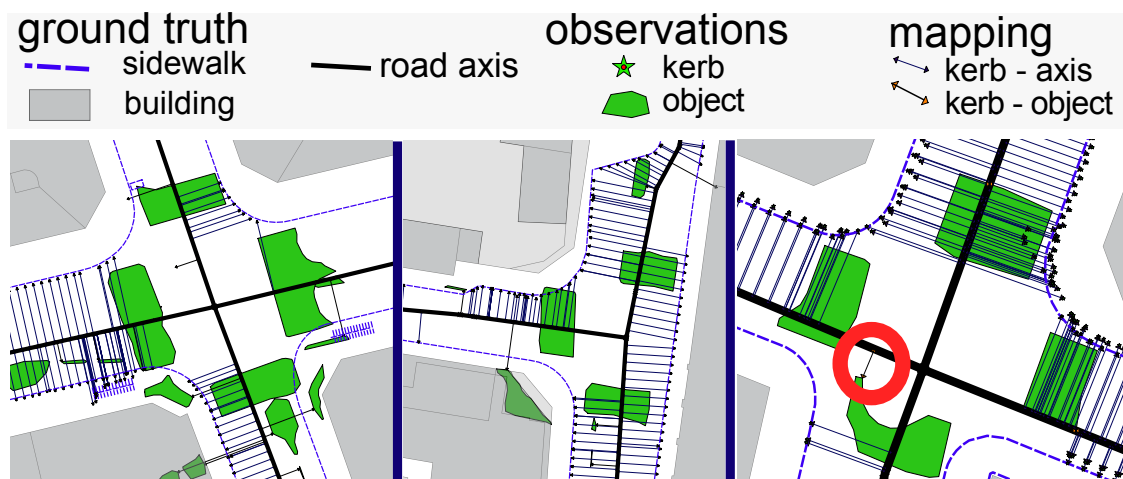 ground truth
sidewalk
building
road axis
observations
kerb
object
mapping
kerb - axis
kerb - object